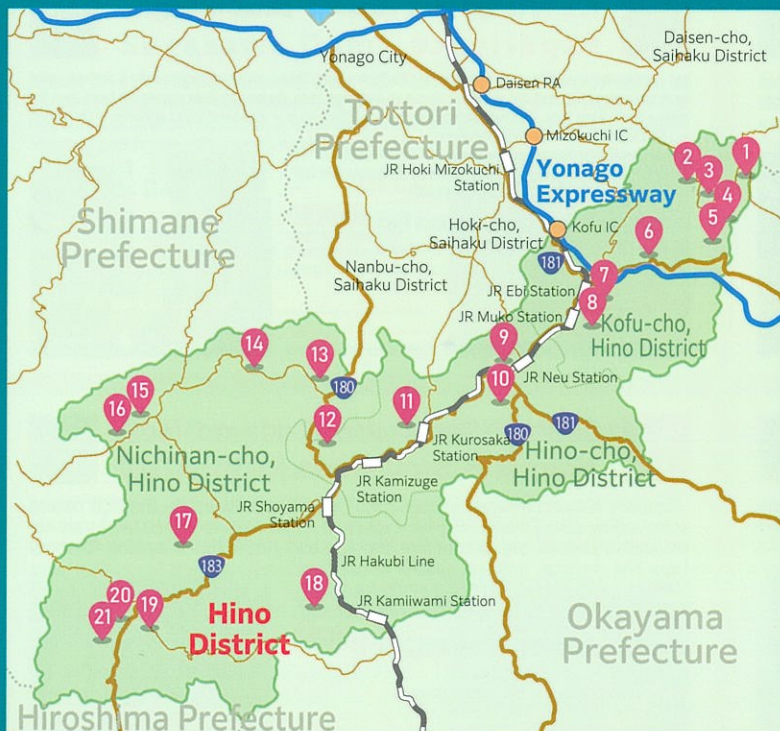 Daisen-cho,
Saihaku District
Yonago City
Daisen PA
Tottori
Prefecture
Mizokuchi IC
JR Hoki Mizokuchi
Station
Yonago
Expressway
1
2
3
4
5
6
Shimane
Prefecture
Hoki-cho,
Saihaku District
Kofu IC
181
Nanbu-cho,
Saihaku District
JR Ebi Station
7
JR Muko Station
8
Kofu-cho,
Hino District
9
14
13
180
JR Neu Station
10
15
16
11
12
JR Kurosaka
Station
180
181
Hino-cho,
Hino District
Nichinan-cho,
Hino District
JR Kamizuge
Station
JR Shoyama
Station
17
183
JR Hakubi Line
18
JR Kamiiwami Station
20
21
19
Hino
District
Okayama
Prefecture
Hiroshima Prefecture